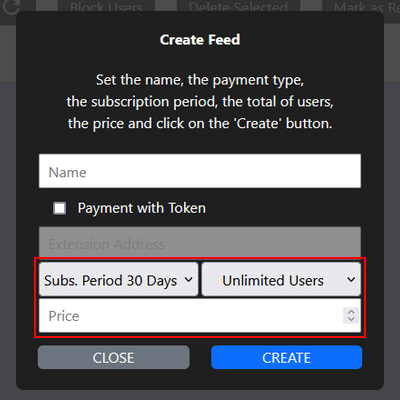 Block Users Delete Selected Mark as Re
Create Feed
Set the name, the payment type,
the subscription period, the total of users,
the price and click on the 'Create' button.
Name
Payment with Token
Extension Address
Subs. Period 30 Days Unlimited Users
Price
CLOSE CREATE